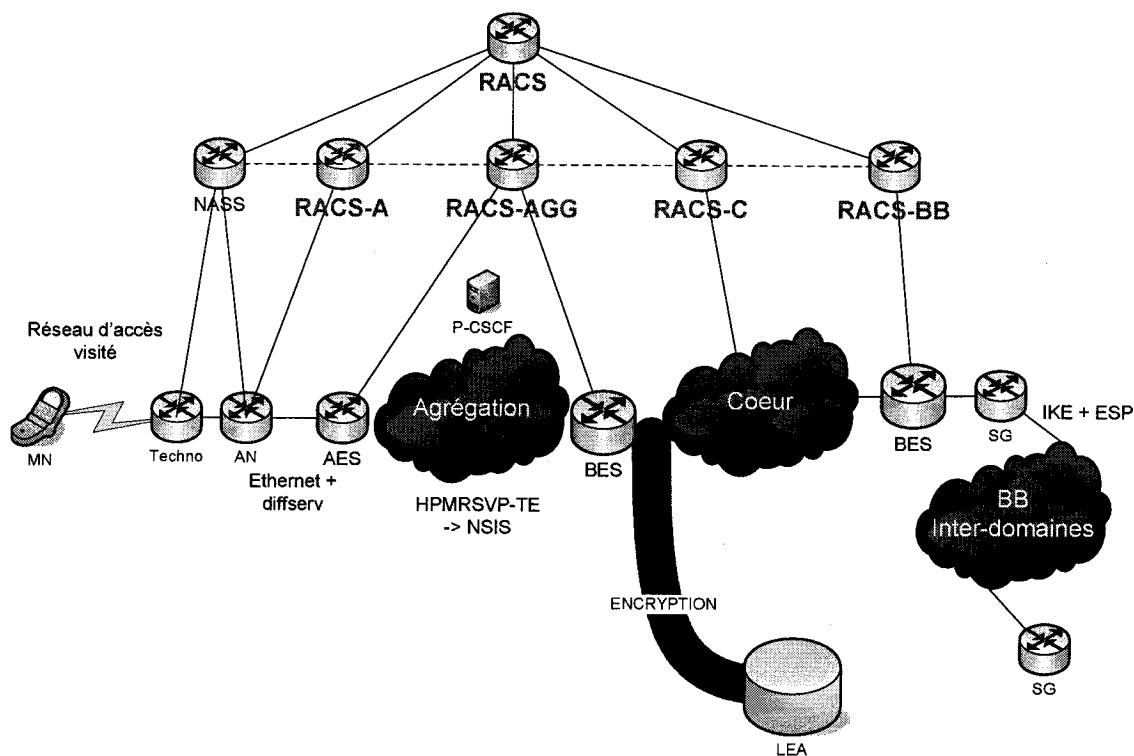 RACS
NASS
RACS-A
RACS-AGG
RACS-C
RACS-BB
P-CSCF
Réseau d'accès
visité
Agrégation
Coeur
MN
Techno
AN
AES
BES
BES
SG
IKE + ESP
Ethernet +
diffserv
HPMRSVP-TE
-> NSIS
BB
Inter-domaines
ENCRYPTION
SG
LEA